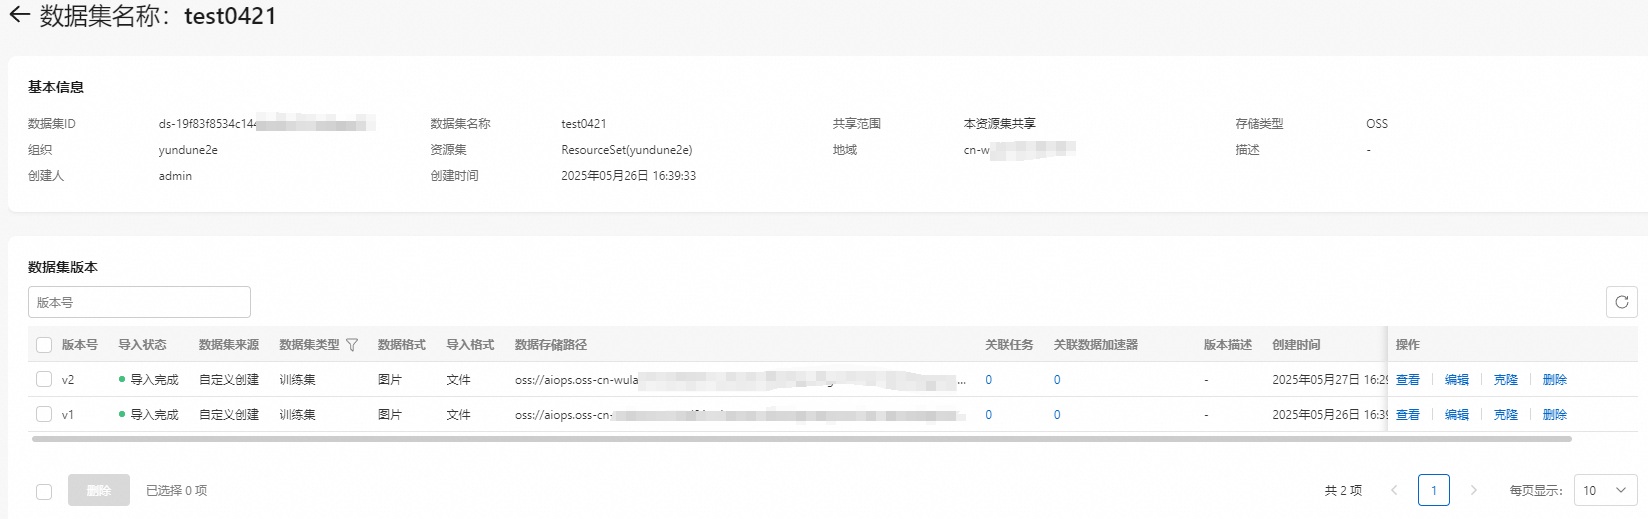 数据集名称：test0421
基本信息
数据集ID ds-19f83f8534c14 数据集名称 test0421 共享范围 本资源集共享 存储类型 OSS
组织 yundune2e 资源集 ResourceSet(yundune2e) 地域 cn-w 描述 -
创建人 admin 创建时间 2025年05月26日 16:39:33
数据集版本
版本号
版本号 导入状态 数据集来源 数据集类型 数据格式 导入格式 数据存储路径 关联任务 关联数据加速器 版本描述 创建时间 操作
v2 导入完成 自定义创建 训练集 图片 文件 oss://aiops.oss-cn-wula ... 0 0 - 2025年05月27日 16:29 查看 编辑 克隆 删除
v1 导入完成 自定义创建 训练集 图片 文件 oss://aiops.oss-cn- 0 0 - 2025年05月26日 16:39 查看 编辑 克隆 删除
删除 已选择 0 项 共 2 项 1 每页显示： 10